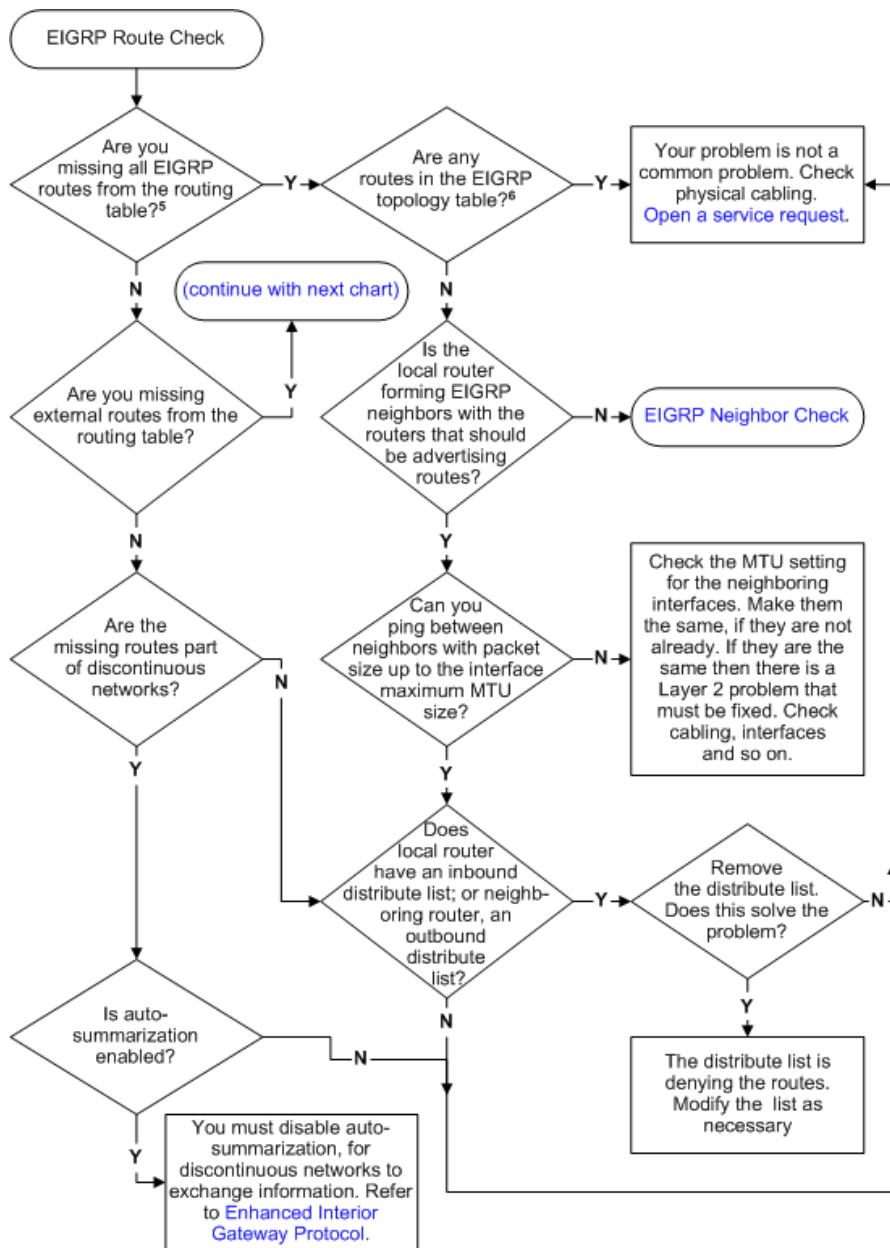 EIGRP Route Check
Are you
missing all EIGRP
routes from the routing
table?5
Y
Are any
routes in the EIGRP
topology table?6
Y
Your problem is not a
common problem. Check
physical cabling.
Open a service request.
N
(continue with next chart)
N
Are you missing
external routes from the
routing table?
Y
Is the
local router
forming EIGRP
neighbors with the
routers that should
be advertising
routes?
N
EIGRP Neighbor Check
N
Y
Are the
missing routes part
of discontinuous
networks?
N
Can you
ping between
neighbors with packet
size up to the interface
maximum MTU
size?
N
Check the MTU setting
for the neighboring
interfaces. Make them
the same, if they are not
already. If they are the
same then there is a
Layer 2 problem that
must be fixed. Check
cabling, interfaces
and so on.
Y
Y
Does
local router
have an inbound
distribute list; or neighb-
oring router, an
outbound
distribute
list?
Y
Remove
the distribute list.
Does this solve the
problem?
N
Is auto-
summarization
enabled?
N
N
Y
The distribute list is
denying the routes.
Modify the list as
necessary
Y
You must disable auto-
summarization, for
discontinuous networks to
exchange information. Refer
to Enhanced Interior
Gateway Protocol.